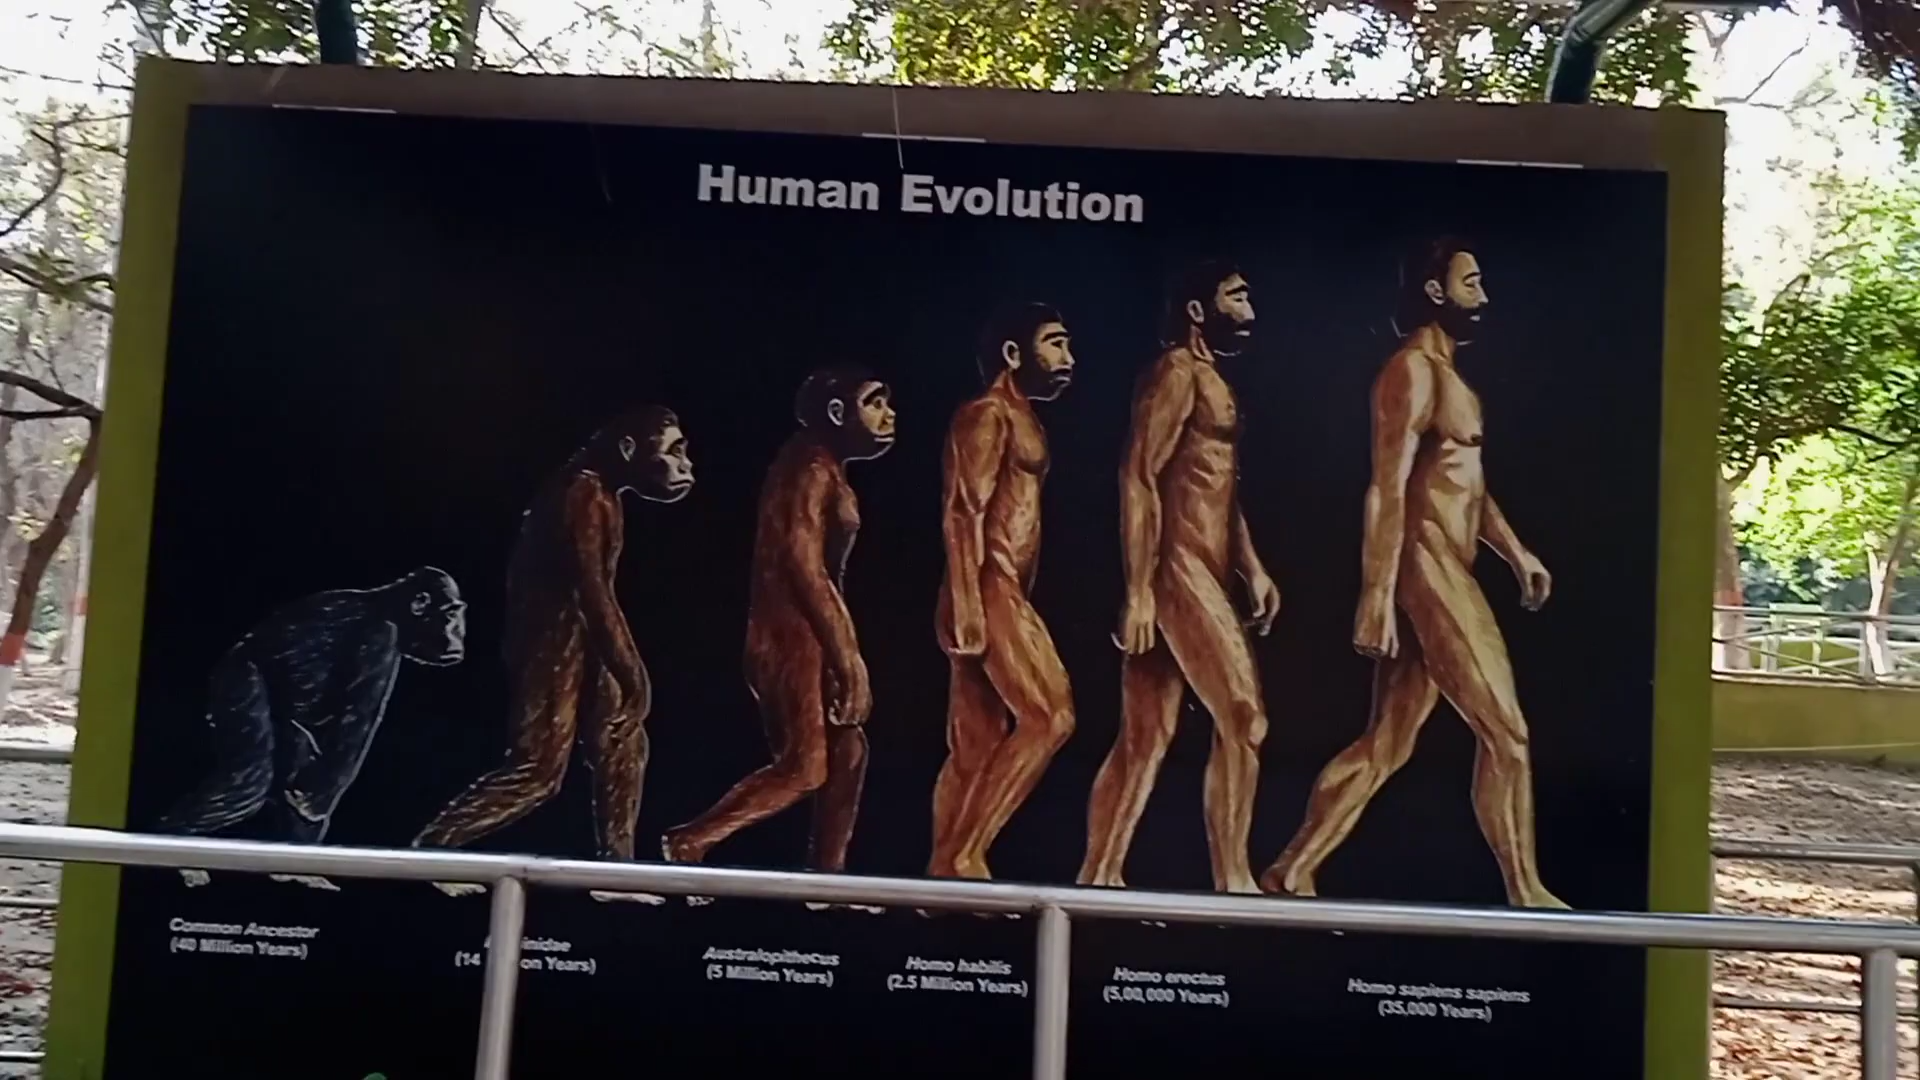 Human Evolution
Common Ancestor
(40 Million Years)
(14
Australopithecus
(5 Million Years)
Homo habilis
(2.5 Million Years)
Homo erectus
(5,00,000 Years)
Homo sapiens sapiens
(35,000 Years)